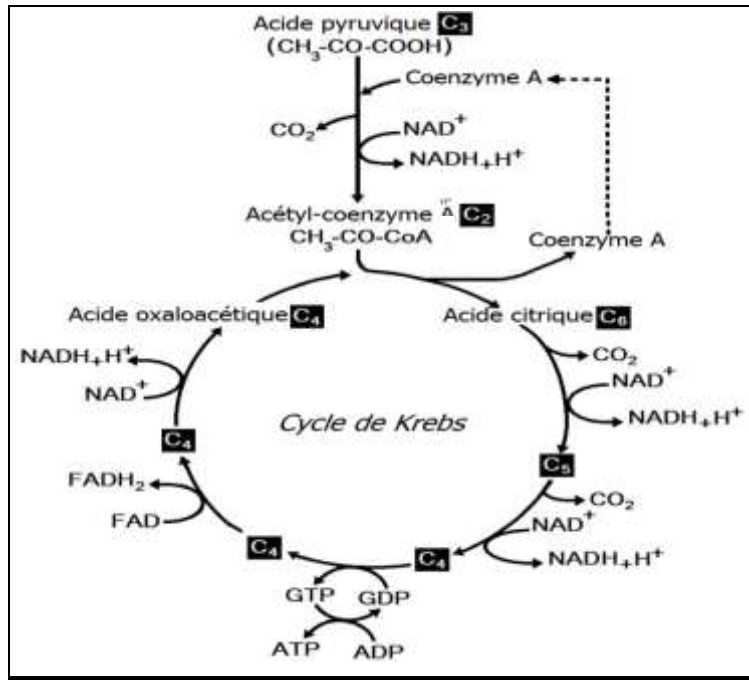 Acide pyruvique C₃
(CH₃-CO-COOH)
Coenzyme A
CO₂
NAD⁺
NADH+H⁺
Acétyl-coenzyme A C₂
CH₃-CO-CoA
Coenzyme A
Acide oxaloacétique C₄
Acide citrique C₆
NADH+H⁺
CO₂
NAD⁺
NAD⁺
Cycle de Krebs
NADH+H⁺
C₄
C₅
FADH₂
CO₂
FAD
NAD⁺
C₄
C₄
NADH+H⁺
GTP
GDP
ATP
ADP